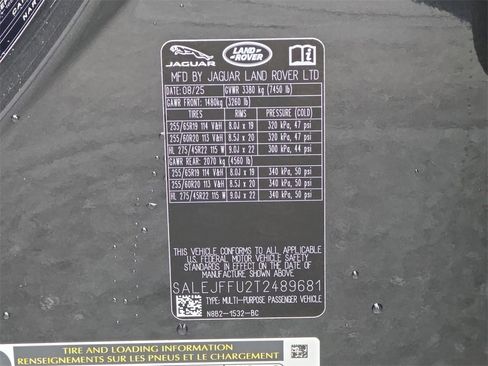 JAGUAR
LAND ROVER
MFD BY JAGUAR LAND ROVER LTD
DATE: 08/25 GVWR 3380 kg (7450 lb)
GAWR FRONT: 1480kg (3260 lb)
TIRES RIMS PRESSURE (COLD)
255/65R19 114 V&H 8.0J x 19 320 kPa, 47 psi
255/60R20 113 V&H 8.5J x 20 320 kPa, 47 psi
HL 275/45R22 115 W 9.0J x 22 300 kPa, 44 psi
GAWR REAR: 2070 kg (4560 lb)
255/65R19 114 V&H 8.0J x 19 340 kPa, 50 psi
255/60R20 113 V&H 8.5J x 20 340 kPa, 50 psi
HL 275/45R22 115 W 9.0J x 22 340 kPa, 50 psi
THIS VEHICLE CONFORMS TO ALL APPLICABLE
U.S. FEDERAL MOTOR VEHICLE SAFETY
STANDARDS IN EFFECT ON THE DATE OF
MANUFACTURE SHOWN ABOVE.
SALEJFFU2T2489681
TYPE: MULTI-PURPOSE PASSENGER VEHICLE
N8B2-1532-BC
TIRE AND LOADING INFORMATION
RENSEIGNEMENTS SUR LES PNEUS ET LE CHARGEMENT